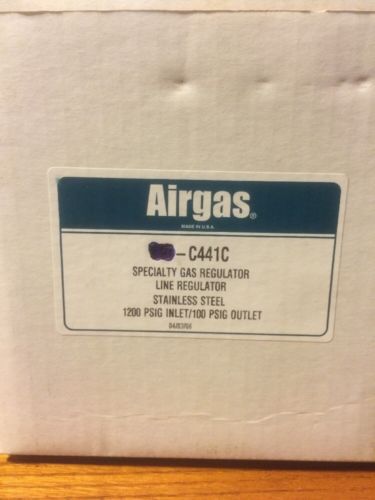 Airgas®
MADE IN U.S.A.
-C441C
SPECIALTY GAS REGULATOR
LINE REGULATOR
STAINLESS STEEL
1200 PSIG INLET/100 PSIG OUTLET